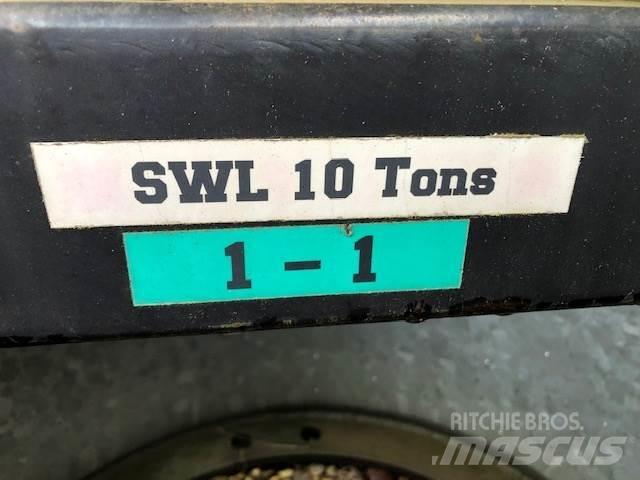 SWL 10 Tons
1 - 1
RITCHIE BROS.
MASCUS